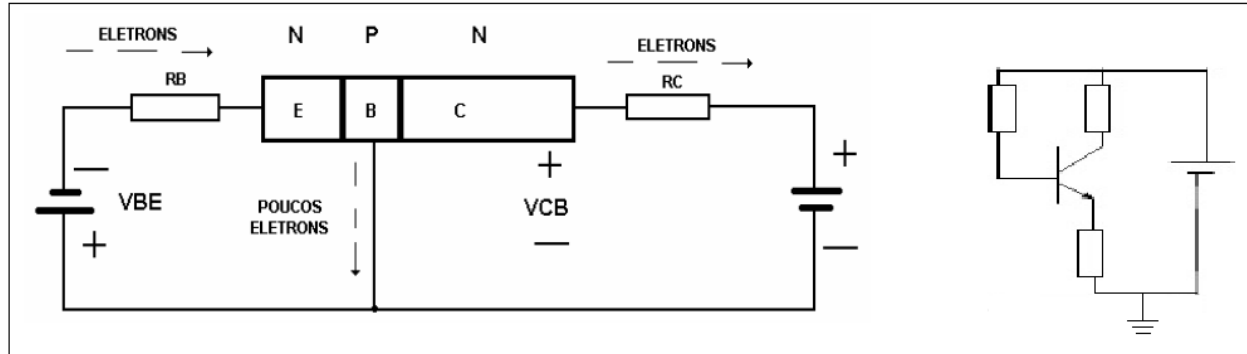 ELETRONS
N P N
ELETRONS
RB
RC
E B C
VBE
POUCOS
ELETRONS
VCB